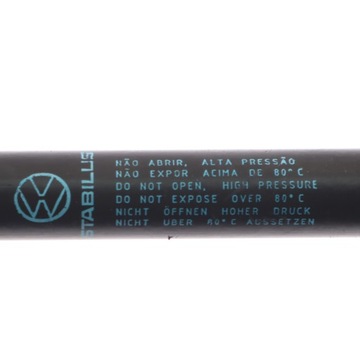 STABILUS
NÃO ABRIR, ALTA PRESSÃO
NÃO EXPOR ACIMA DE 80°C
DO NOT OPEN, HIGH PRESSURE
DO NOT EXPOSE OVER 80°C
NICHT ÖFFNEN HOHER DRUCK
NICHT ÜBER 80°C AUSSETZEN